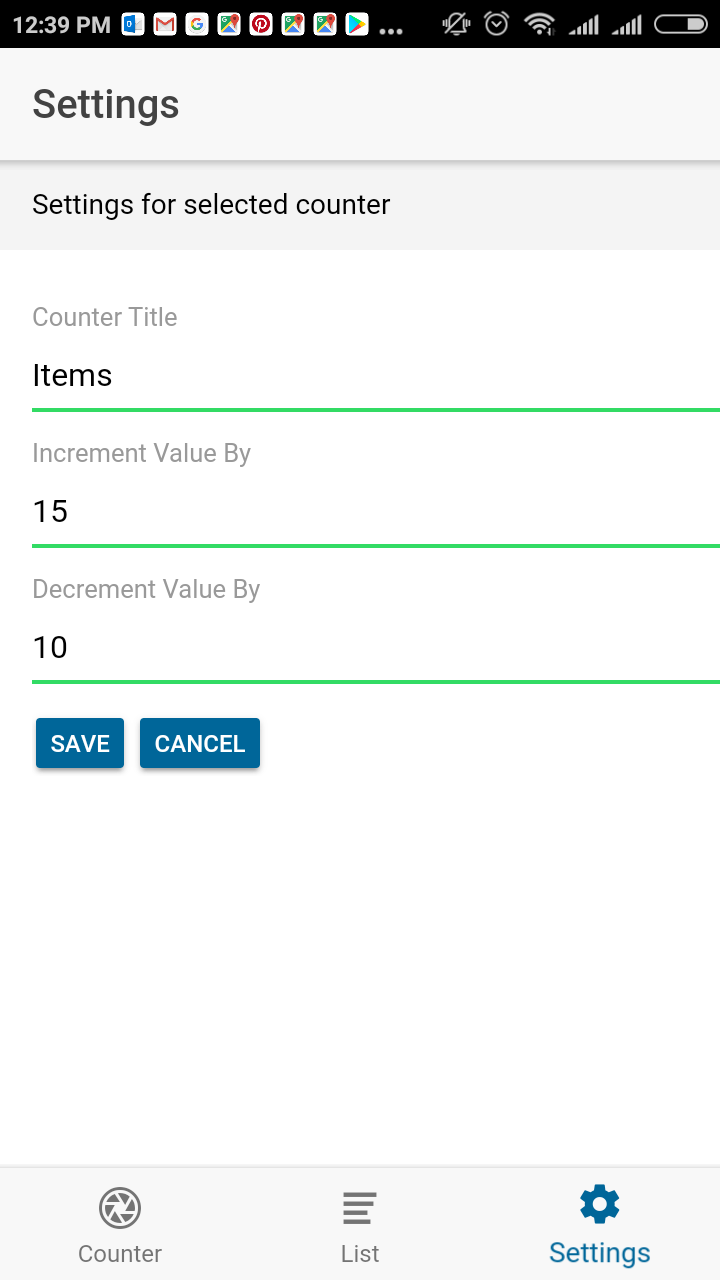 12:39 PM
Settings
Settings for selected counter
Counter Title
Items
Increment Value By
15
Decrement Value By
10
SAVE CANCEL
Counter List Settings